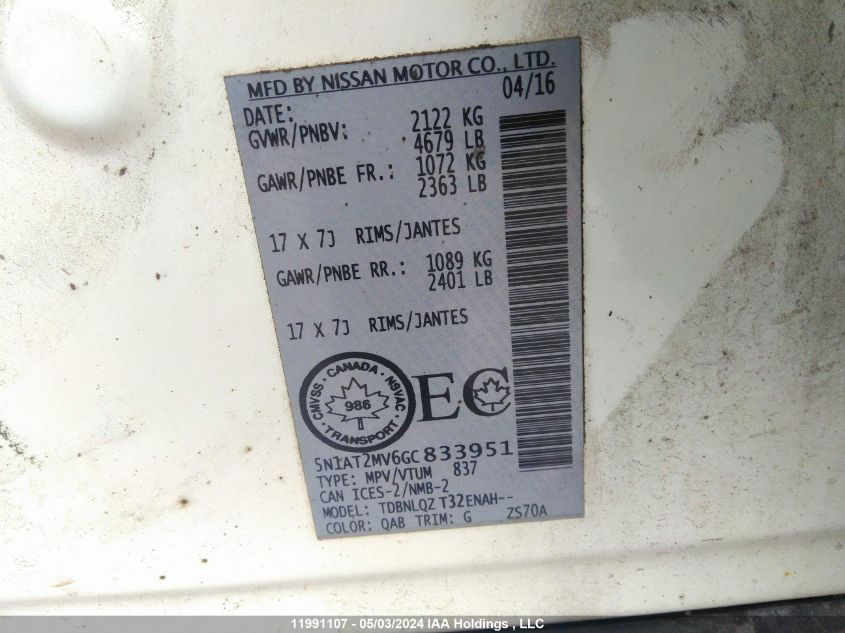 MFD BY NISSAN MOTOR CO., LTD.
DATE: 04/16
GVWR/PNBV: 2122 KG
4679 LB
GAWR/PNBE FR.: 1072 KG
2363 LB
17 X 7J RIMS/JANTES
GAWR/PNBE RR.: 1089 KG
2401 LB
17 X 7J RIMS/JANTES
CMVSS · CANADA · NSVAC
986
· TRANSPORT ·
EC
5N1AT2MV6GC833951
TYPE: MPV/VTUM 837
CAN ICES-2/NMB-2
MODEL: TDBNLQZ T32ENAH--
COLOR: QAB TRIM: G ZS70A
11991107 - 05/03/2024 IAA Holdings , LLC